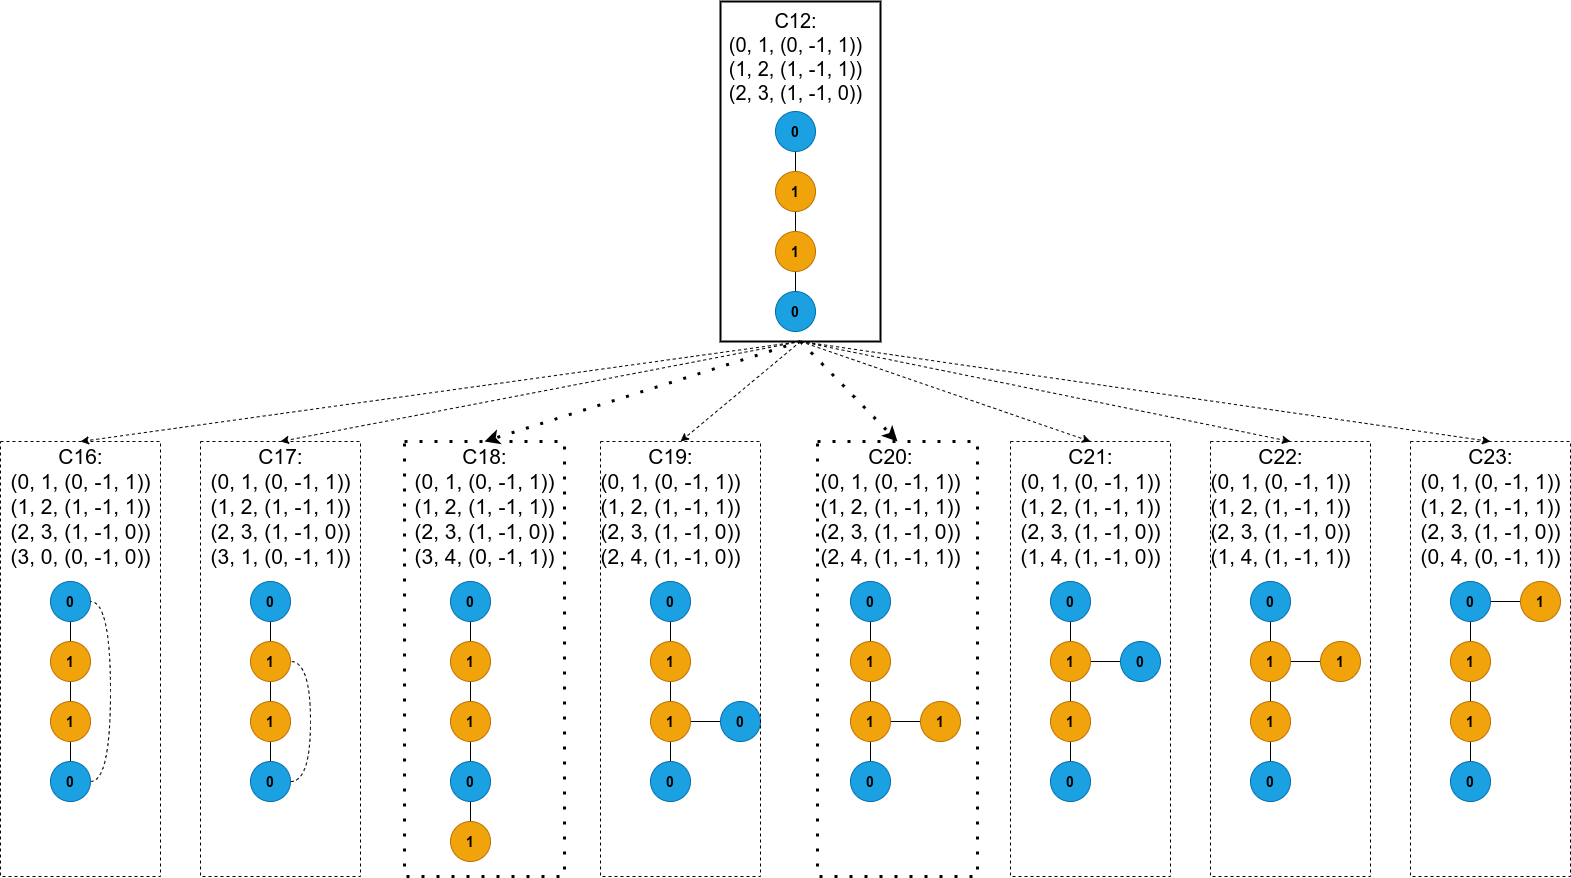 C12:
(0, 1, (0, -1, 1))
(1, 2, (1, -1, 1))
(2, 3, (1, -1, 0))
0
1
1
0
C16:
(0, 1, (0, -1, 1))
(1, 2, (1, -1, 1))
(2, 3, (1, -1, 0))
(3, 0, (0, -1, 0))
0
1
1
0
C17:
(0, 1, (0, -1, 1))
(1, 2, (1, -1, 1))
(2, 3, (1, -1, 0))
(3, 1, (0, -1, 1))
0
1
1
0
C18:
(0, 1, (0, -1, 1))
(1, 2, (1, -1, 1))
(2, 3, (1, -1, 0))
(3, 4, (0, -1, 1))
0
1
1
0
1
C19:
(0, 1, (0, -1, 1))
(1, 2, (1, -1, 1))
(2, 3, (1, -1, 0))
(2, 4, (1, -1, 0))
0
1
1 0
0
C20:
(0, 1, (0, -1, 1))
(1, 2, (1, -1, 1))
(2, 3, (1, -1, 0))
(2, 4, (1, -1, 1))
0
1
1 1
0
C21:
(0, 1, (0, -1, 1))
(1, 2, (1, -1, 1))
(2, 3, (1, -1, 0))
(1, 4, (1, -1, 0))
0
1 0
1
0
C22:
(0, 1, (0, -1, 1))
(1, 2, (1, -1, 1))
(2, 3, (1, -1, 0))
(1, 4, (1, -1, 1))
0
1 1
1
0
C23:
(0, 1, (0, -1, 1))
(1, 2, (1, -1, 1))
(2, 3, (1, -1, 0))
(0, 4, (0, -1, 1))
0 1
1
1
0